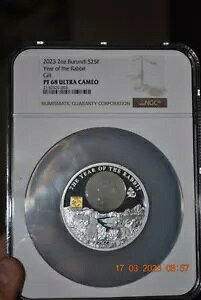 2023 2oz Burundi S25F
Year of the Rabbit
Gilt
PF 68 ULTRA CAMEO
NUMISMATIC GUARANTY CORPORATION
NGC
THE YEAR OF THE RABBIT
17 03 2023 08:57